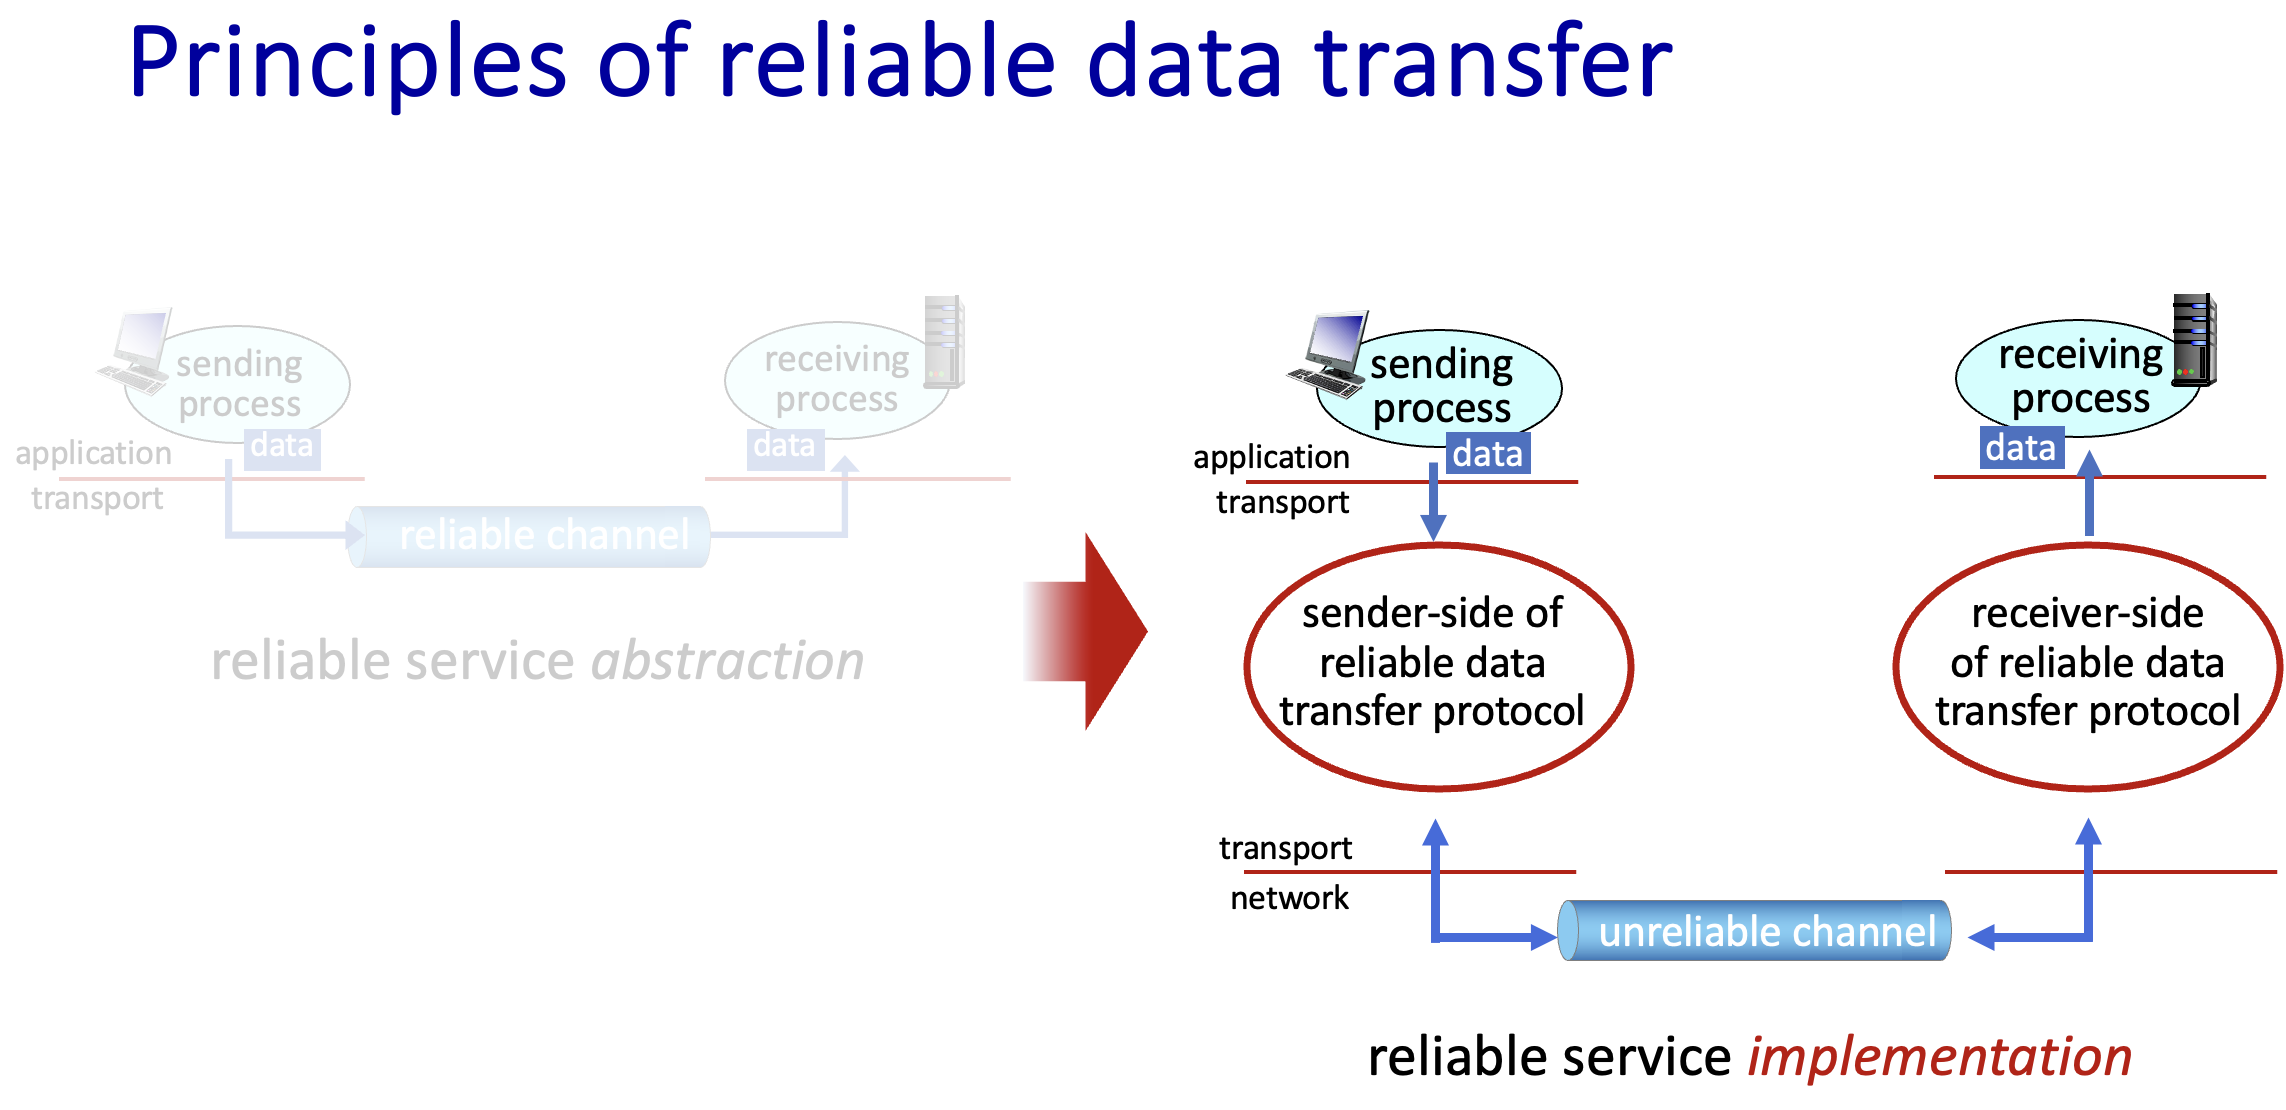 Principles of reliable data transfer
sending
process
data
application
transport
receiving
process
data
reliable channel
reliable service abstraction
sending
process
data
application
transport
receiving
process
data
sender-side of
reliable data
transfer protocol
receiver-side
of reliable data
transfer protocol
transport
network
unreliable channel
reliable service implementation